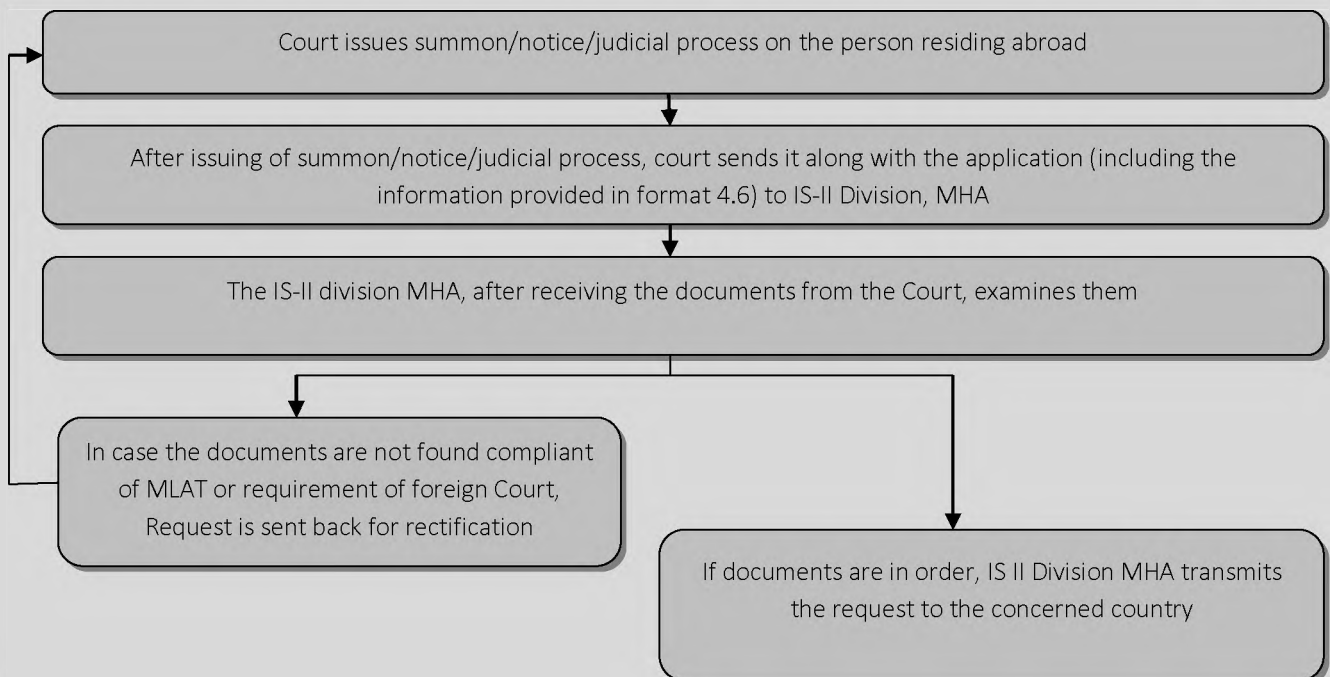 Court issues summon/notice/judicial process on the person residing abroad
After issuing of summon/notice/judicial process, court sends it along with the application (including the
information provided in format 4.6) to IS-II Division, MHA
The IS-II division MHA, after receiving the documents from the Court, examines them
In case the documents are not found compliant
of MLAT or requirement of foreign Court,
Request is sent back for rectification
If documents are in order, IS II Division MHA transmits
the request to the concerned country